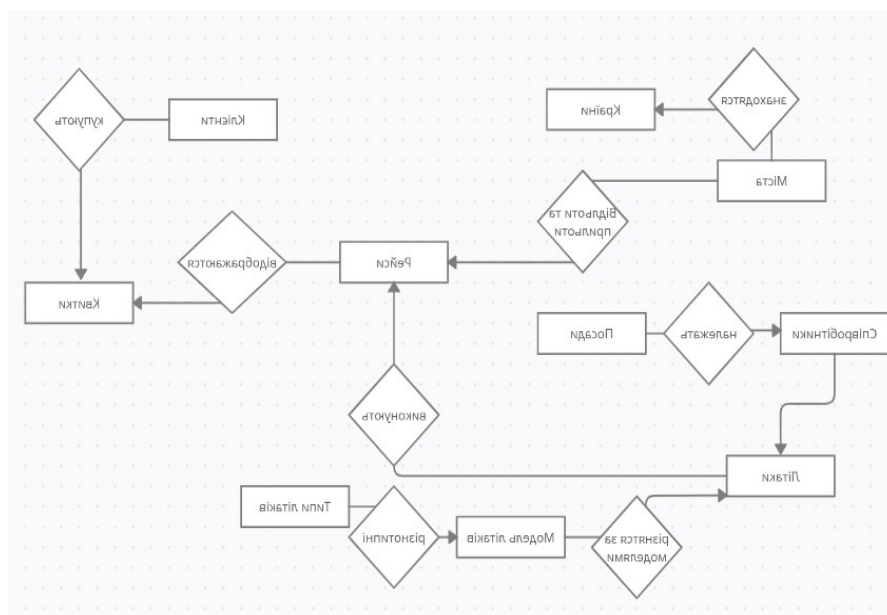 знаходятся
Країни
купують
Клієнти
Міста
Відльоти та
прильоти
відображаются
Рейси
Квитки
Посади
належать
Співробітники
виконують
Літаки
Типи літаків
різнотипні
Модель літаків
різнятся за
моделями